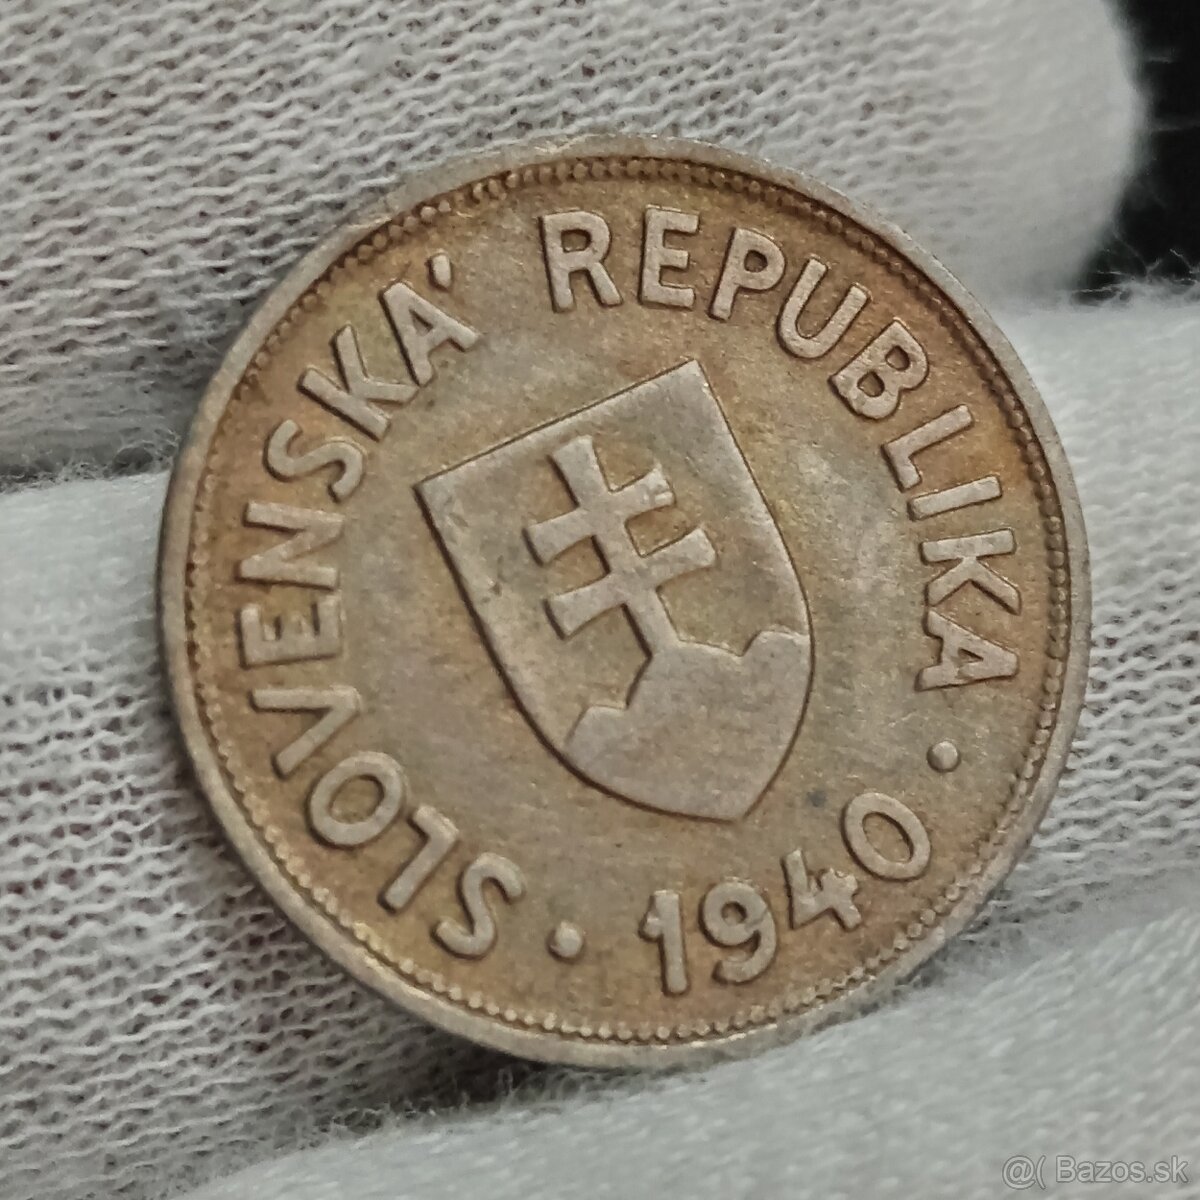 SLOVENSKÁ REPUBLIKA
• 1940 •
@( Bazos.sk